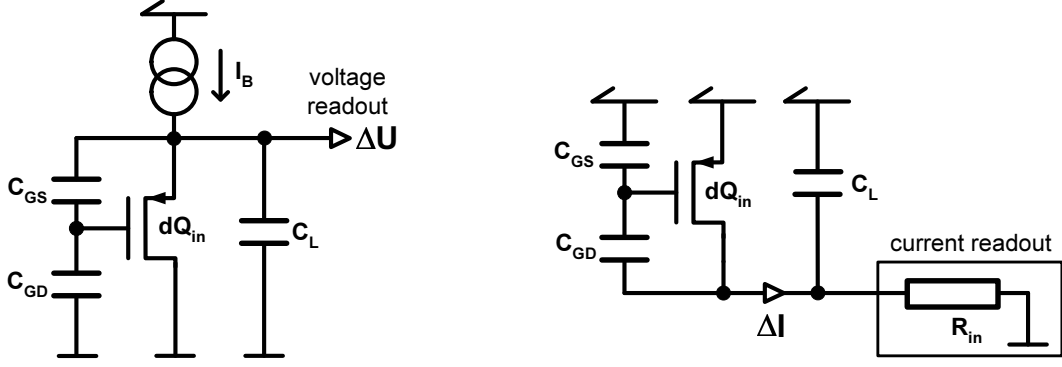 I_B
voltage
readout
ΔU
C_GS
dQ_in
C_L
C_GD
C_GS
dQ_in
C_L
C_GD
current readout
ΔI
R_in